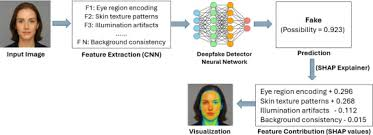 F1: Eye region encoding
F2: Skin texture patterns
F3: Illumination artifacts
......
F N: Background consistency
Input Image
Feature Extraction (CNN)
Deepfake Detector
Neural Network
Fake
(Possibility = 0.923)
Prediction
(SHAP Explainer)
Eye region encoding + 0.296
Skin texture patterns + 0.268
Illumination artifacts - 0.112
Background consistency - 0.015
Visualization
Feature Contribution (SHAP values)